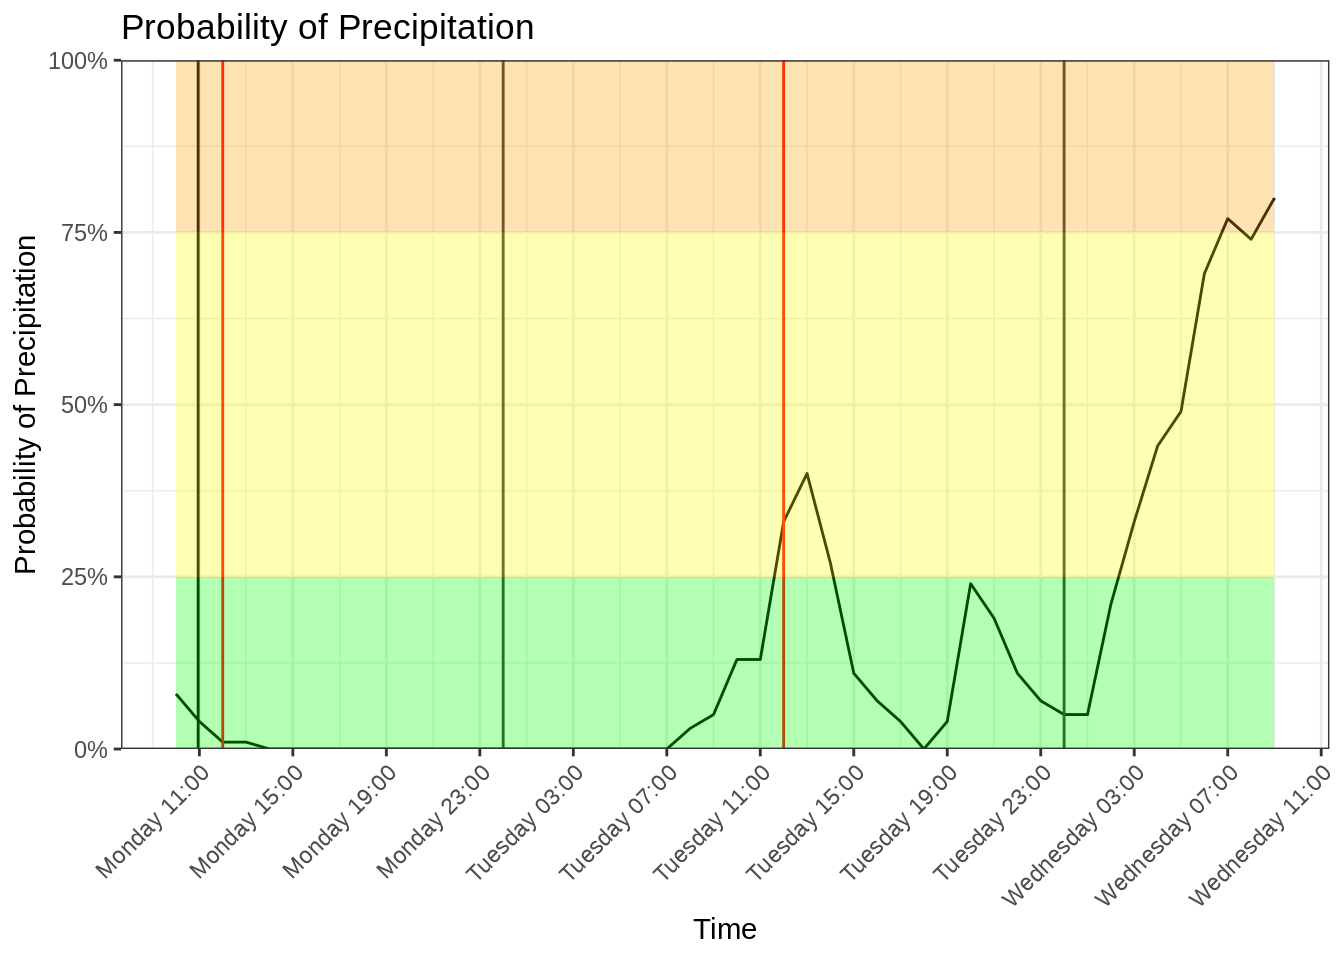 Probability of Precipitation
100%
75%
50%
25%
0%
Probability of Precipitation
Monday 11:00
Monday 15:00
Monday 19:00
Monday 23:00
Tuesday 03:00
Tuesday 07:00
Tuesday 11:00
Tuesday 15:00
Tuesday 19:00
Tuesday 23:00
Wednesday 03:00
Wednesday 07:00
Wednesday 11:00
Time